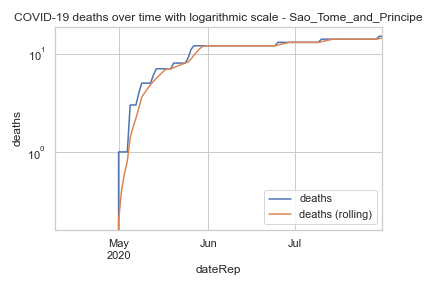 COVID-19 deaths over time with logarithmic scale - Sao_Tome_and_Principe
deaths
10¹
10⁰
deaths
deaths (rolling)
May
2020
Jun
Jul
dateRep